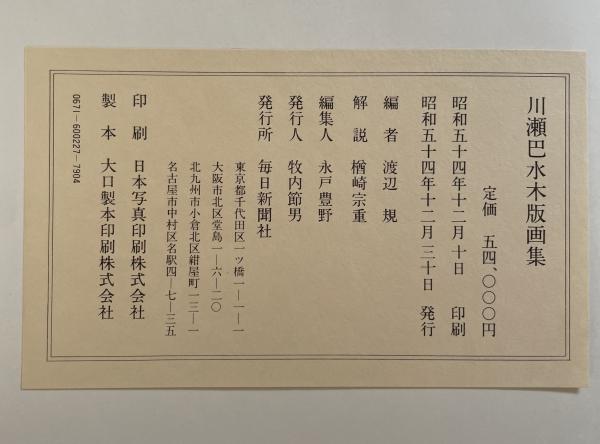 川瀬巴水木版画集
定価 五四、〇〇〇円
昭和五十四年十二月 十日 印刷
昭和五十四年十二月三十日 発行
編者 渡辺規
解説 楢崎宗重
編集人 永戸豊野
発行人 牧内節男
発行所 毎日新聞社
東京都千代田区一ツ橋一―一―一
大阪市北区堂島一―六―二〇
北九州市小倉北区紺屋町一三―一
名古屋市中村区名駅四―七―三五
印刷 日本写真印刷株式会社
製本 大口製本印刷株式会社
0671―600227―7904